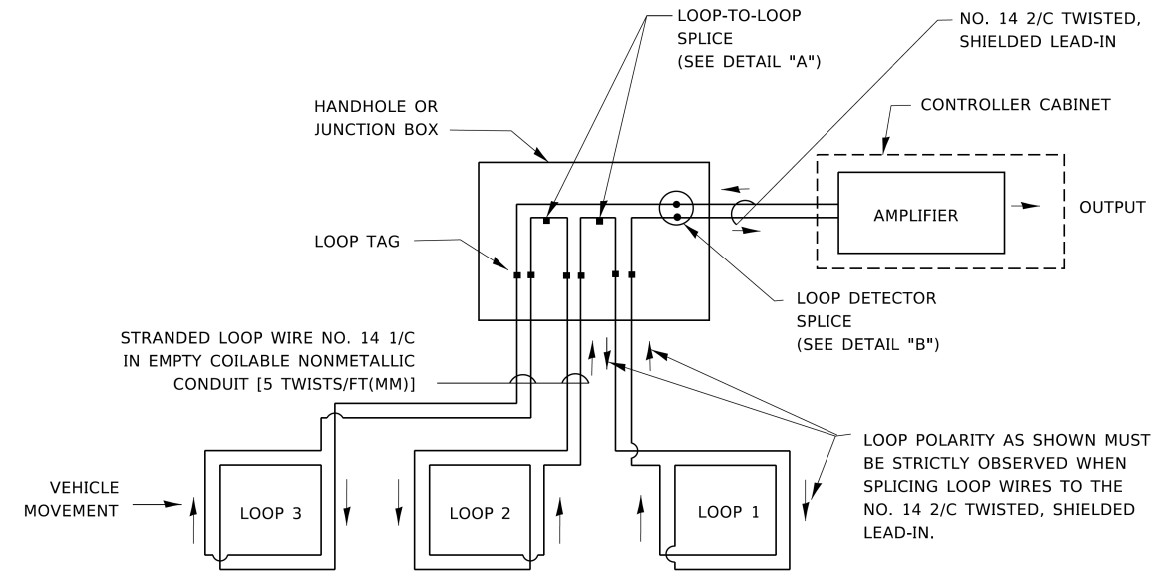 LOOP-TO-LOOP
SPLICE
(SEE DETAIL "A")
NO. 14 2/C TWISTED,
SHIELDED LEAD-IN
HANDHOLE OR
JUNCTION BOX
CONTROLLER CABINET
AMPLIFIER
OUTPUT
LOOP TAG
LOOP DETECTOR
SPLICE
(SEE DETAIL "B")
STRANDED LOOP WIRE NO. 14 1/C
IN EMPTY COILABLE NONMETALLIC
CONDUIT [5 TWISTS/FT(MM)]
LOOP POLARITY AS SHOWN MUST
BE STRICTLY OBSERVED WHEN
SPLICING LOOP WIRES TO THE
NO. 14 2/C TWISTED, SHIELDED
LEAD-IN.
VEHICLE
MOVEMENT
LOOP 3
LOOP 2
LOOP 1